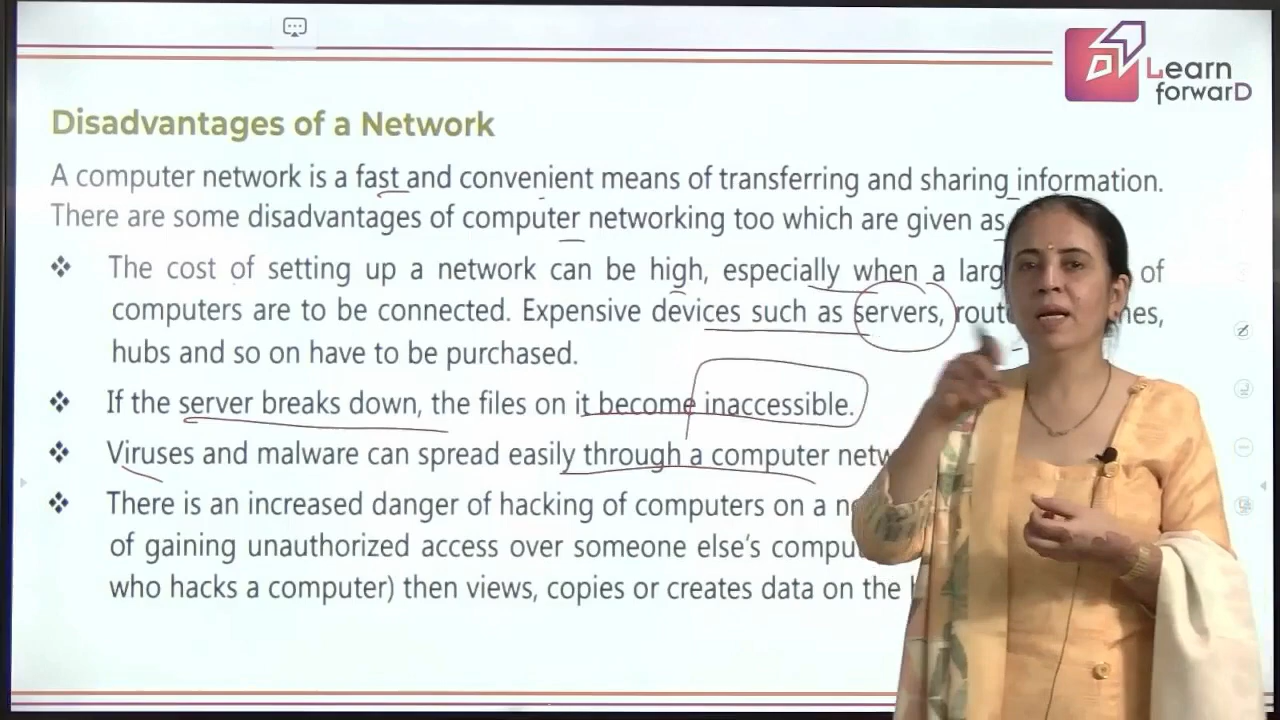 Learn
forwarD
Disadvantages of a Network
A computer network is a fast and convenient means of transferring and sharing information.
There are some disadvantages of computer networking too which are given as
❖ The cost of setting up a network can be high, especially when a of
computers are to be connected. Expensive devices such as servers,
hubs and so on have to be purchased.
❖ If the server breaks down, the files on it become inaccessible.
❖ Viruses and malware can spread easily through a computer
❖ There is an increased danger of hacking of computers on a
of gaining unauthorized access over someone else's
who hacks a computer) then views, copies or creates data on the